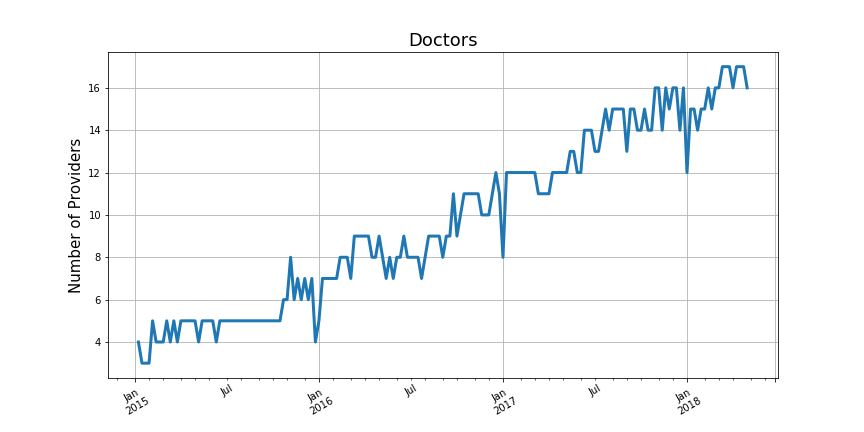 Doctors
Number of Providers
16
14
12
10
8
6
4
Jan
2015
Jul
Jan
2016
Jul
Jan
2017
Jul
Jan
2018